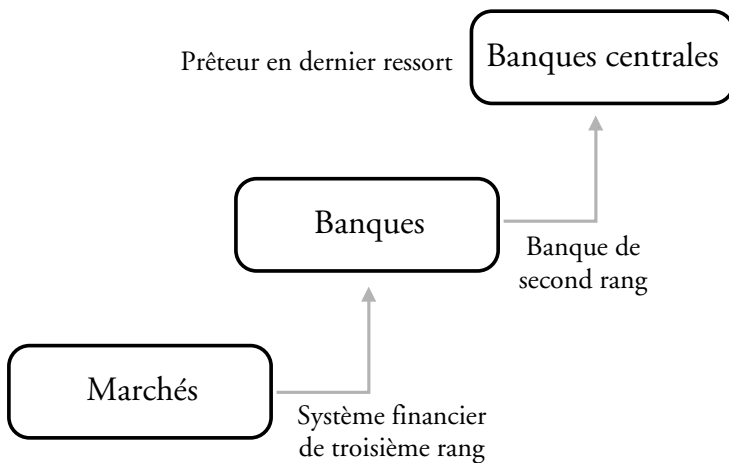 Prêteur en dernier ressort
Banques centrales
Banques
Banque de
second rang
Marchés
Système financier
de troisième rang